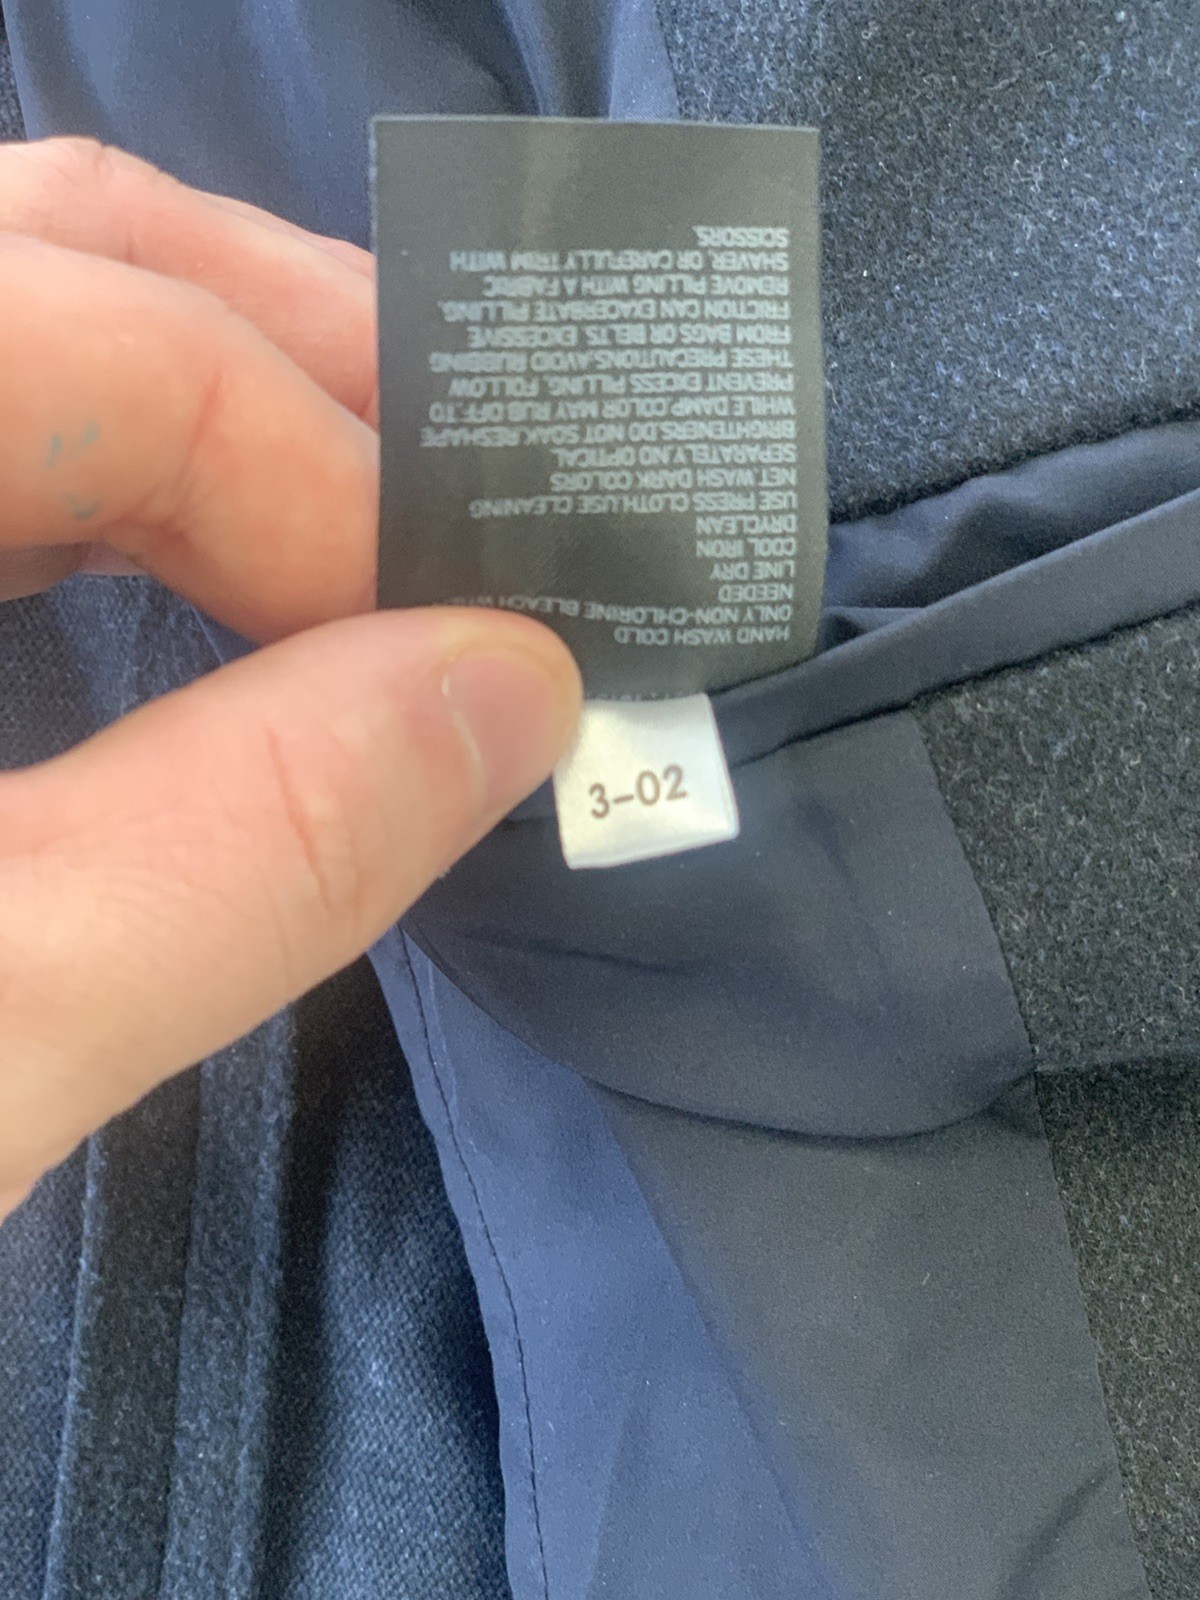 HAND WASH COLD
ONLY NON-CHLORINE BLEACH
NEEDED
LINE DRY
COOL IRON
DRYCLEAN
USE PRESS CLOTH.USE CLEANING
NET.WASH DARK COLORS
SEPARATELY.NO OPTICAL
BRIGHTENERS.DO NOT SOAK.RESHAPE
WHILE DAMP.COLOR MAY RUB OFF.TO
PREVENT EXCESS PILLING, FOLLOW
THESE PRECAUTIONS:AVOID RUBBING
FROM BAGS OR BELTS. EXCESSIVE
FRICTION CAN EXACERBATE PILLING.
REMOVE PILLING WITH A FABRIC
SHAVER, OR CAREFULLY TRIM WITH
SCISSORS.
3-02